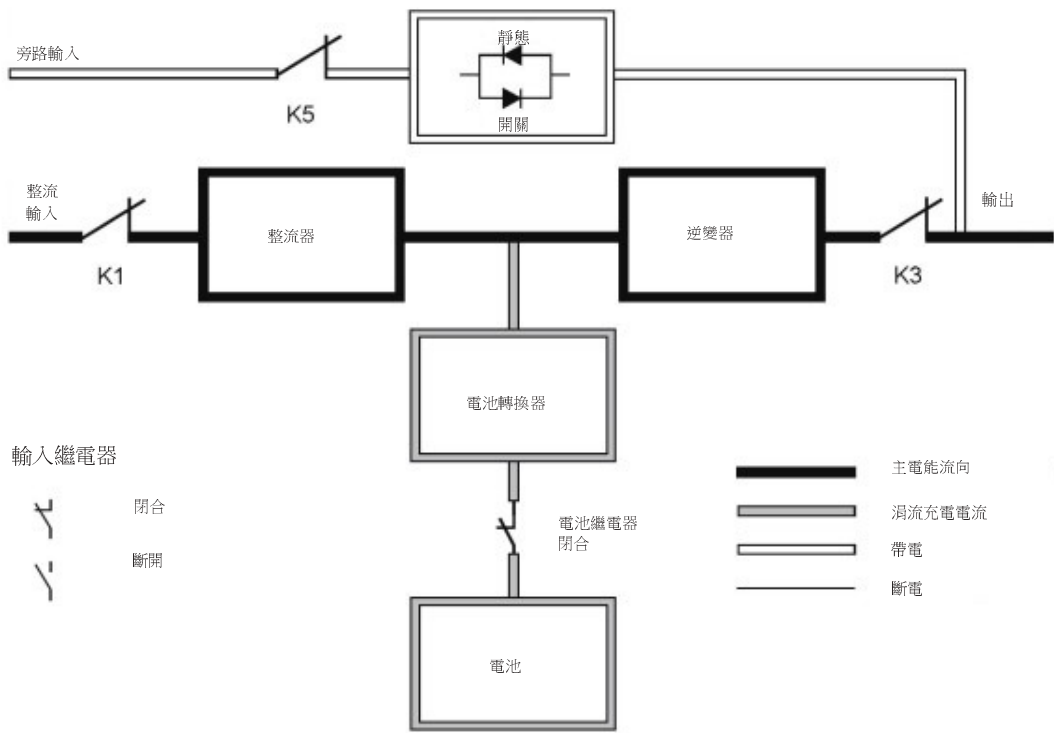 旁路輸入
K5
靜態
開關
整流
輸入
K1
整流器
逆變器
K3
輸出
電池轉換器
輸入繼電器
閉合
斷開
電池繼電器
閉合
電池
主電能流向
涓流充電電流
帶電
斷電